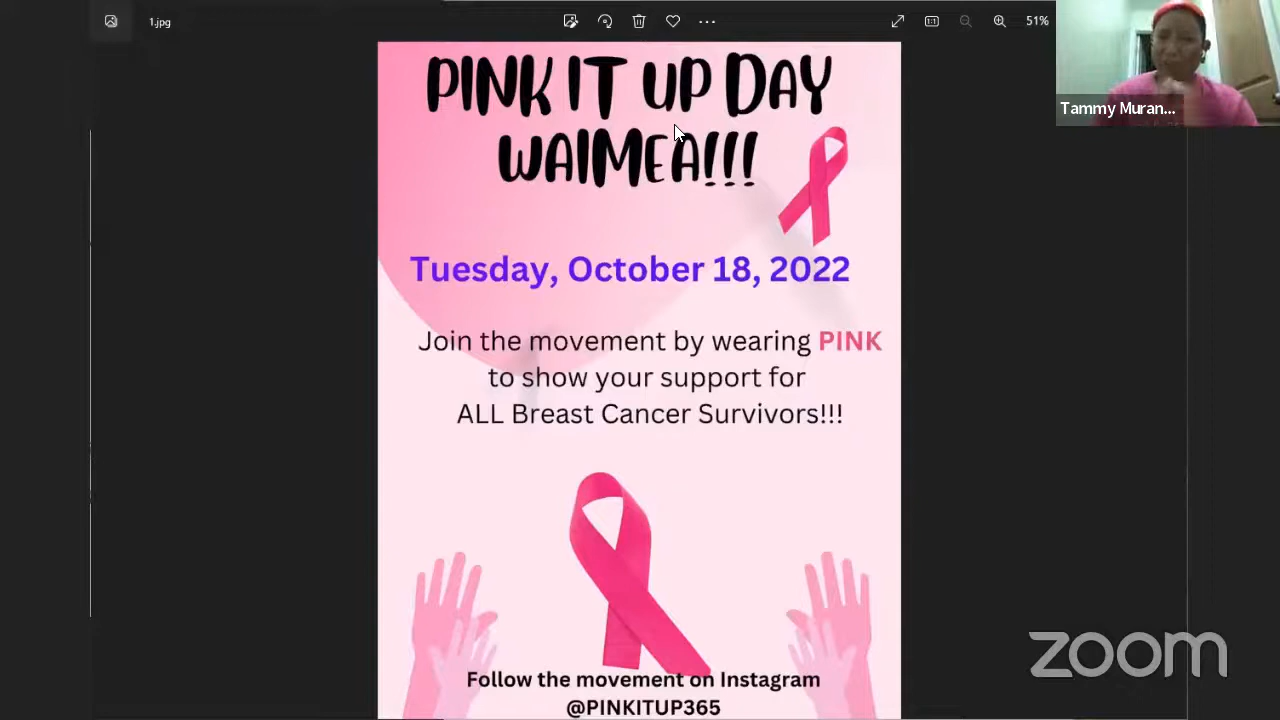 1.jpg
51%
Tammy Muran...
PINK IT UP DAY
WAIMEA!!!
Tuesday, October 18, 2022
Join the movement by wearing PINK
to show your support for
ALL Breast Cancer Survivors!!!
Follow the movement on Instagram
@PINKITUP365
zoom